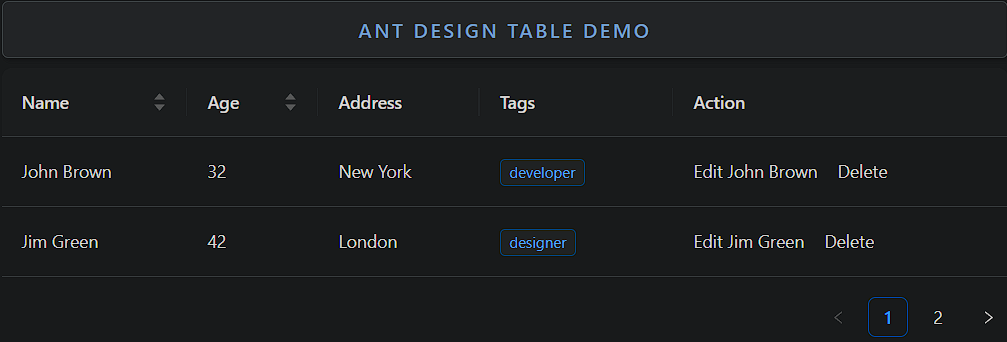 ANT DESIGN TABLE DEMO
Name Age Address Tags Action
John Brown 32 New York developer Edit John Brown Delete
Jim Green 42 London designer Edit Jim Green Delete
1 2